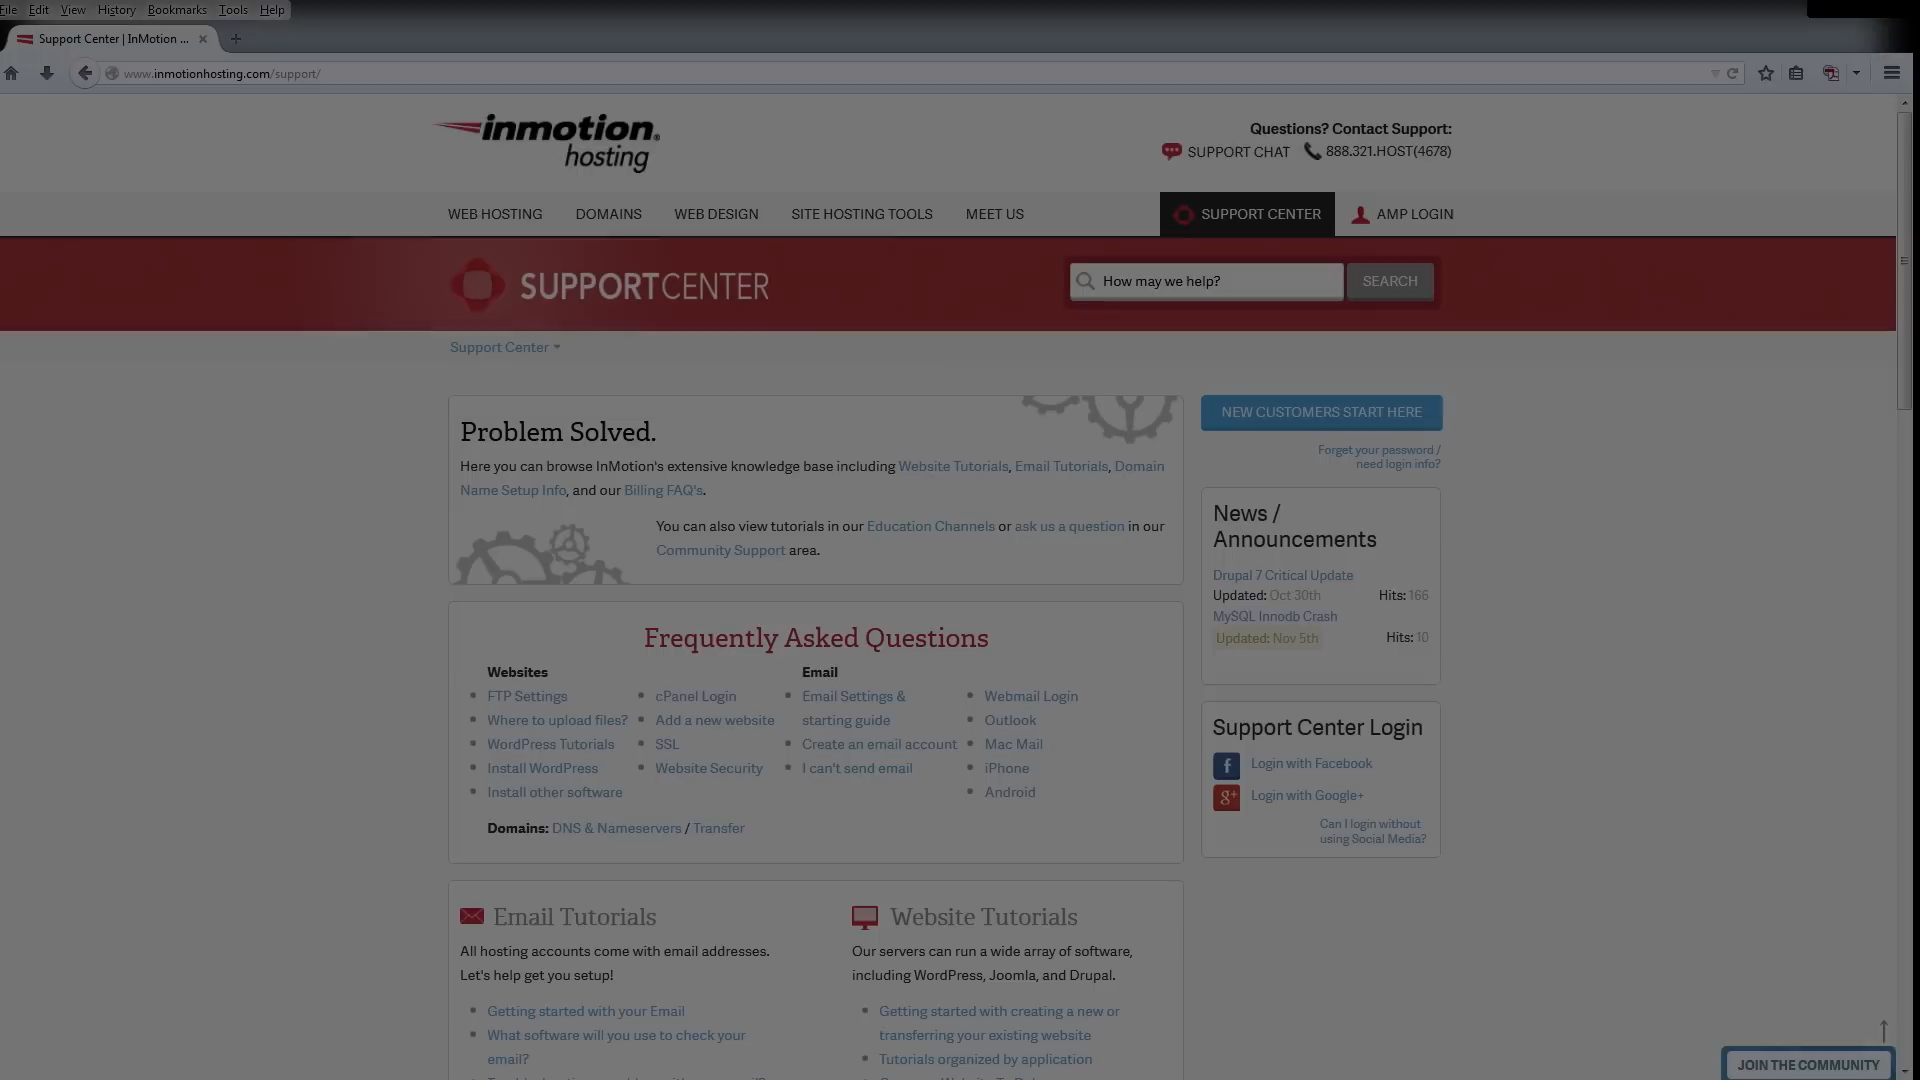 File Edit View History Bookmarks Tools Help
Support Center | InMotion ...
www.inmotionhosting.com/support/
inmotion
hosting
Questions? Contact Support:
SUPPORT CHAT 888.321.HOST(4678)
WEB HOSTING DOMAINS WEB DESIGN SITE HOSTING TOOLS MEET US SUPPORT CENTER AMP LOGIN
SUPPORTCENTER
How may we help? SEARCH
Support Center
Problem Solved.
Here you can browse InMotion's extensive knowledge base including Website Tutorials, Email Tutorials, Domain
Name Setup Info, and our Billing FAQ's.
You can also view tutorials in our Education Channels or ask us a question in our
Community Support area.
NEW CUSTOMERS START HERE
Forget your password /
need login info?
News /
Announcements
Drupal 7 Critical Update
Updated: Oct 30th Hits: 166
MySQL Innodb Crash
Updated: Nov 5th Hits: 10
Frequently Asked Questions
Websites Email
FTP Settings cPanel Login Email Settings & Webmail Login
Where to upload files? Add a new website starting guide Outlook
WordPress Tutorials SSL Create an email account Mac Mail
Install WordPress Website Security I can't send email iPhone
Install other software Android
Domains: DNS & Nameservers / Transfer
Support Center Login
Login with Facebook
Login with Google+
Can I login without
using Social Media?
Email Tutorials
All hosting accounts come with email addresses.
Let's help get you setup!
Getting started with your Email
What software will you use to check your
email?
Website Tutorials
Our servers can run a wide array of software,
including WordPress, Joomla, and Drupal.
Getting started with creating a new or
transferring your existing website
Tutorials organized by application
JOIN THE COMMUNITY